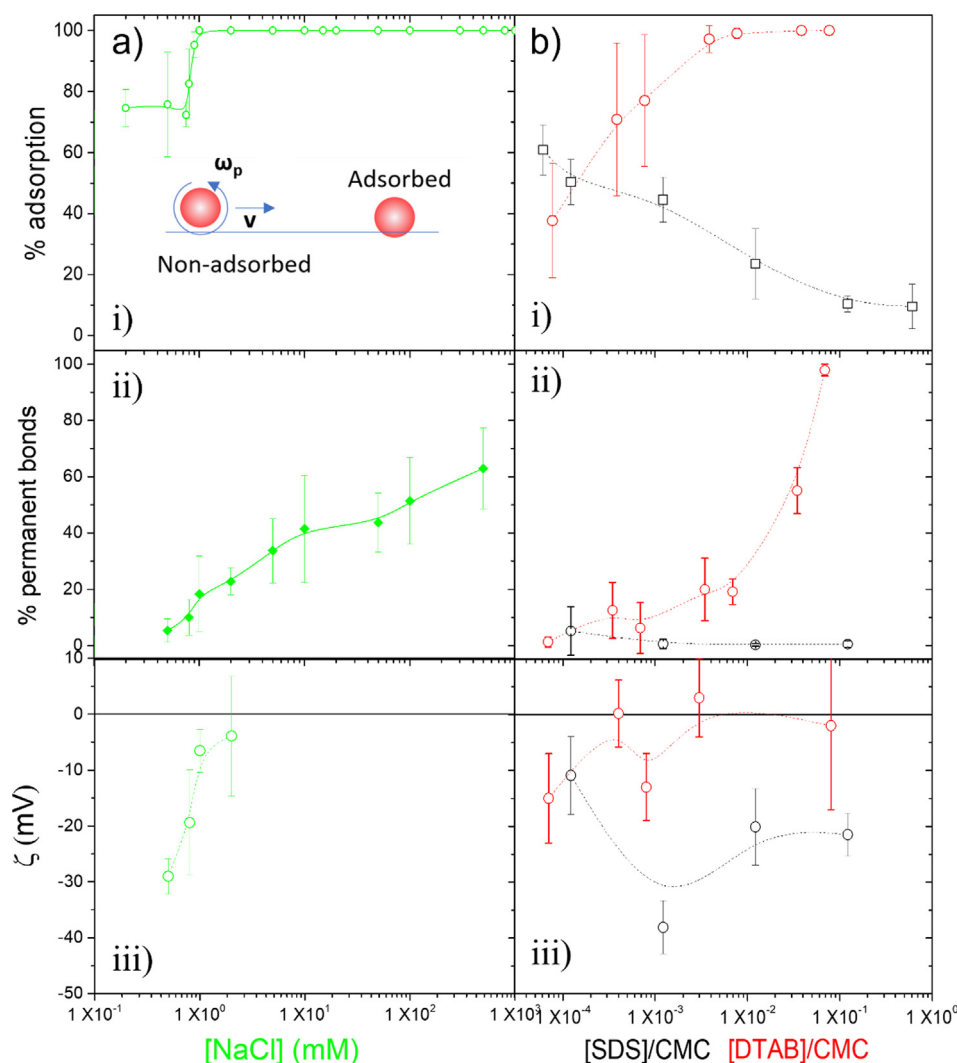 a)
b)
100
80
60
40
20
0
% adsorption
ωp
v
Non-adsorbed
Adsorbed
i)
i)
100
80
60
40
20
0
% permanent bonds
ii)
ii)
10
0
-10
-20
-30
-40
-50
ζ (mV)
iii)
iii)
1 X10⁻¹ 1 X10⁰ 1 X10¹ 1 X10² 1 X10³
1 X10⁻⁴ 1 X10⁻³ 1 X10⁻² 1 X10⁻¹ 1 X10⁰
[NaCl] (mM)
[SDS]/CMC [DTAB]/CMC